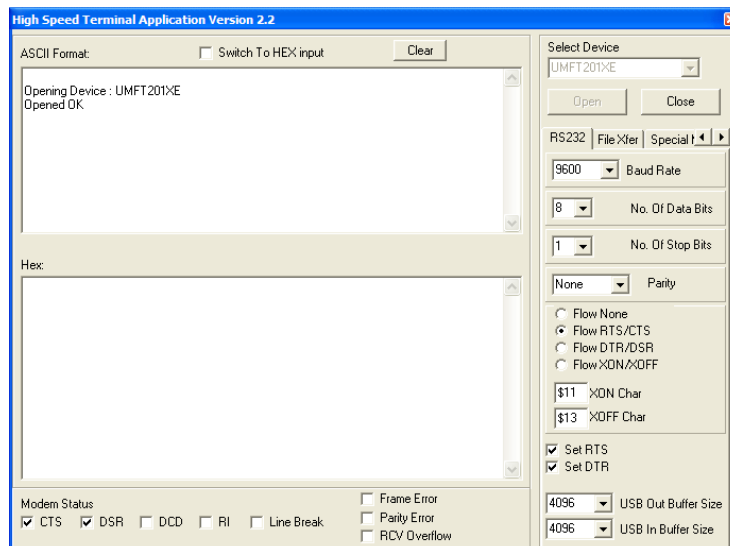 High Speed Terminal Application Version 2.2
ASCII Format:
Switch To HEX input
Clear
Opening Device : UMFT201XE
Opened OK
Hex:
Modem Status
CTS
DSR
DCD
RI
Line Break
Frame Error
Parity Error
RCV Overflow
Select Device
UMFT201XE
Open
Close
RS232
File Xfer
Special
9600
Baud Rate
8
No. Of Data Bits
1
No. Of Stop Bits
None
Parity
Flow None
Flow RTS/CTS
Flow DTR/DSR
Flow XON/XOFF
$11
XON Char
$13
XOFF Char
Set RTS
Set DTR
4096
USB Out Buffer Size
4096
USB In Buffer Size